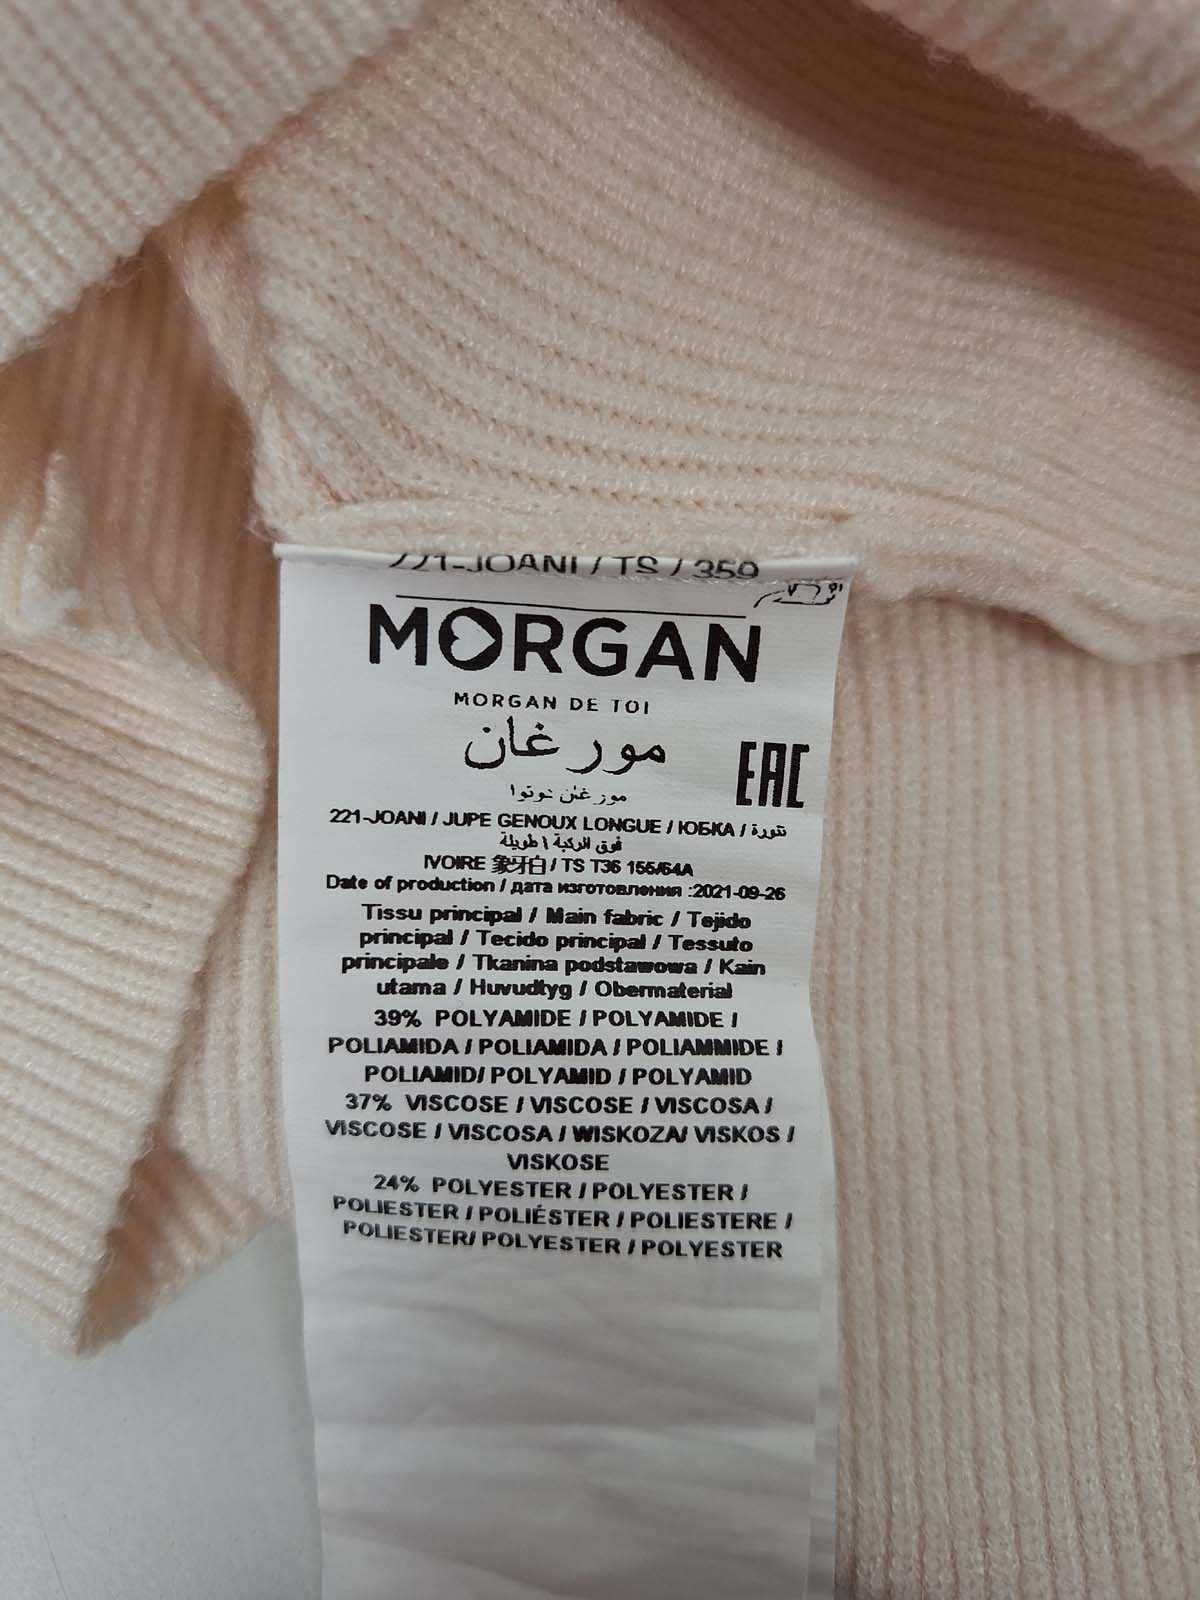 221-JOANI / TS / 359
MORGAN
MORGAN DE TOI
مورغان
EAC
مورغان دوتوا
221-JOANI / JUPE GENOUX LONGUE / ЮБКА / تنورة
فوق الركبة \ طويلة
IVOIRE 象牙白 / TS T36 155/64A
Date of production / дата изготовления :2021-09-26
Tissu principal / Main fabric / Tejido
principal / Tecido principal / Tessuto
principale / Tkanina podstawowa / Kain
utama / Huvudtyg / Obermaterial
39% POLYAMIDE / POLYAMIDE /
POLIAMIDA / POLIAMIDA / POLIAMMIDE /
POLIAMID/ POLYAMID / POLYAMID
37% VISCOSE / VISCOSE / VISCOSA /
VISCOSE / VISCOSA / WISKOZA/ VISKOS /
VISKOSE
24% POLYESTER / POLYESTER /
POLIESTER / POLIÉSTER / POLIESTERE /
POLIESTER/ POLYESTER / POLYESTER